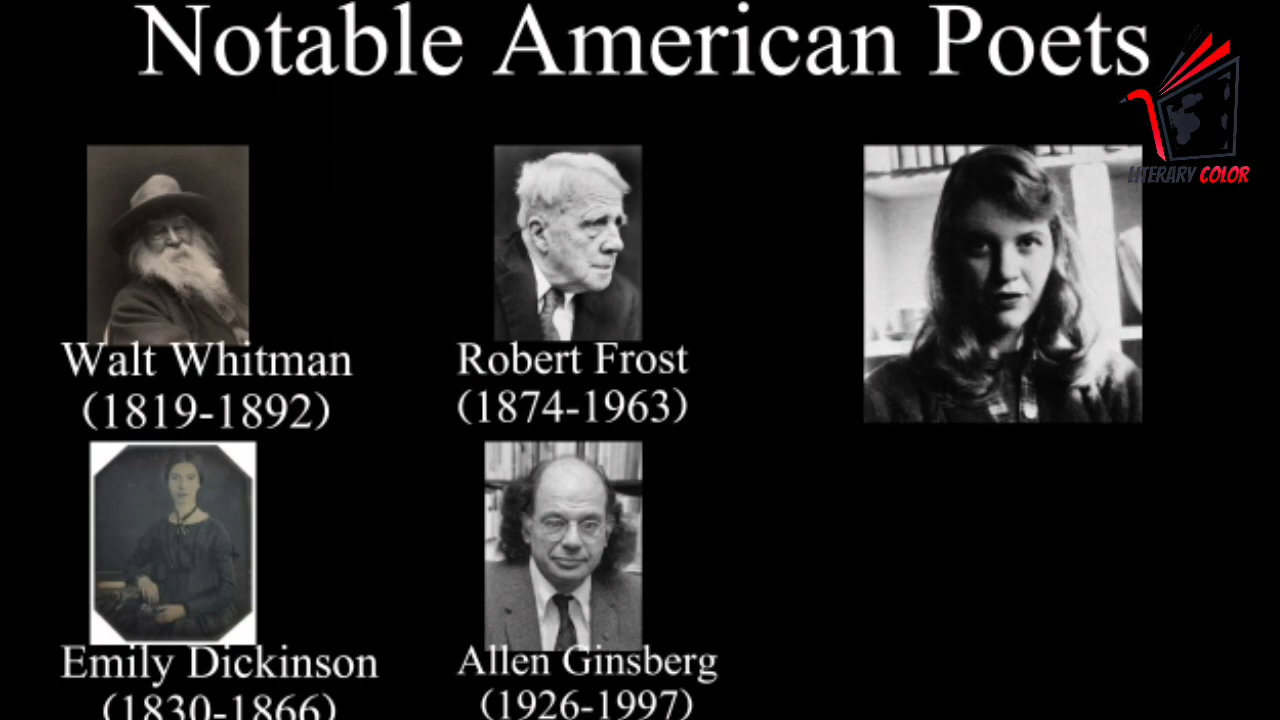 Notable American Poets
LITERARY COLOR
Walt Whitman
(1819-1892)
Robert Frost
(1874-1963)
Emily Dickinson
(1830-1866)
Allen Ginsberg
(1926-1997)